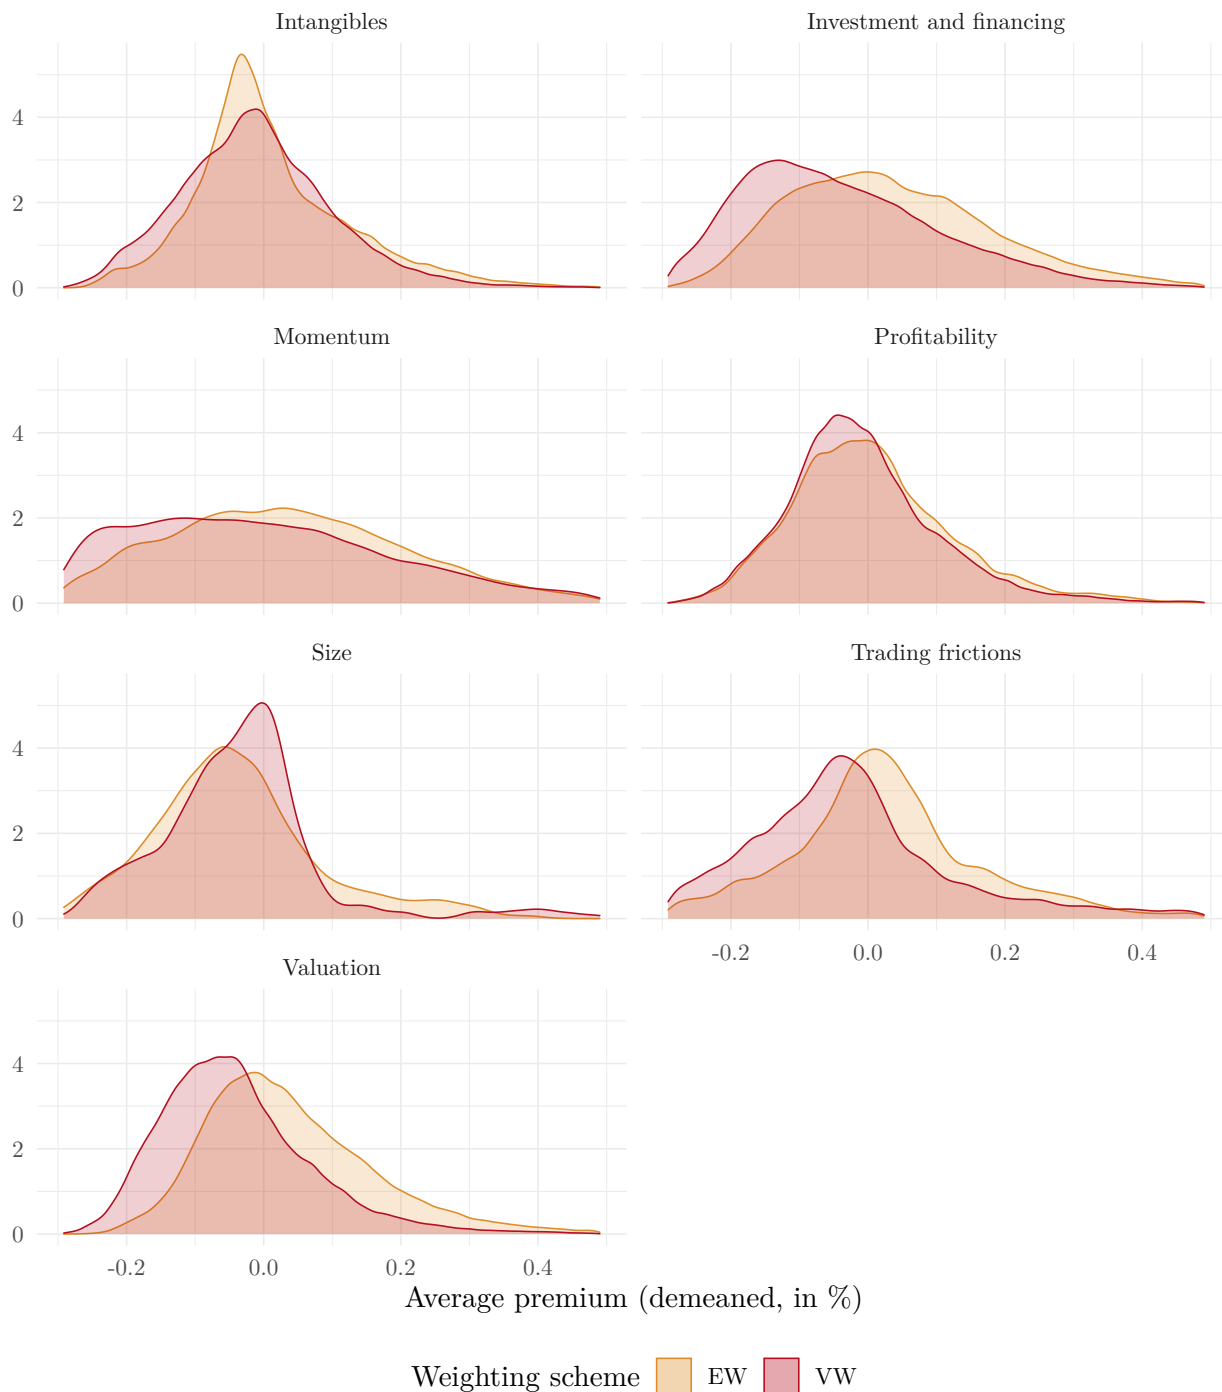 Intangibles
Investment and financing
4
2
0
Momentum
Profitability
4
2
0
Size
Trading frictions
4
2
0
-0.2 0.0 0.2 0.4
Valuation
4
2
0
-0.2 0.0 0.2 0.4
Average premium (demeaned, in %)
Weighting scheme EW VW